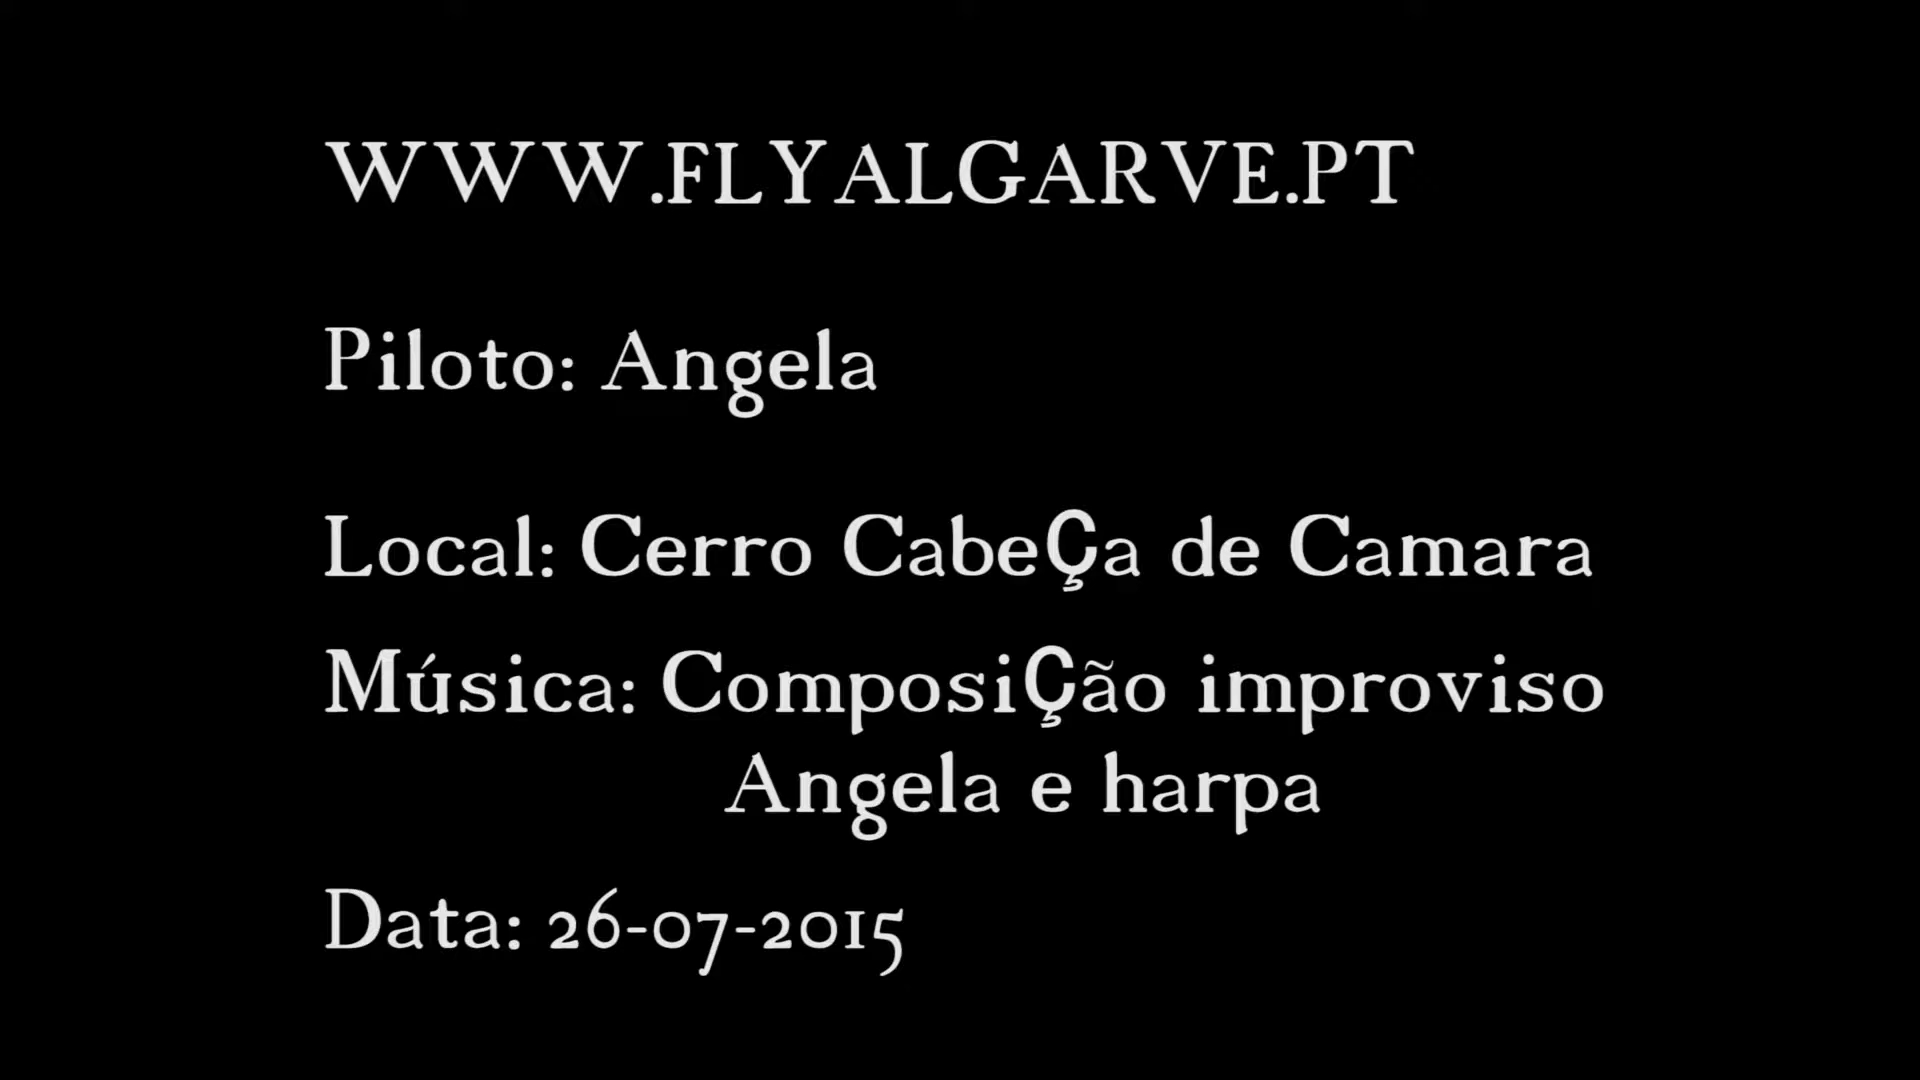 WWW.FLYALGARVE.PT
Piloto: Angela
Local: Cerro CabeÇa de Camara
Música: ComposiÇão improviso
Angela e harpa
Data: 26-07-2015